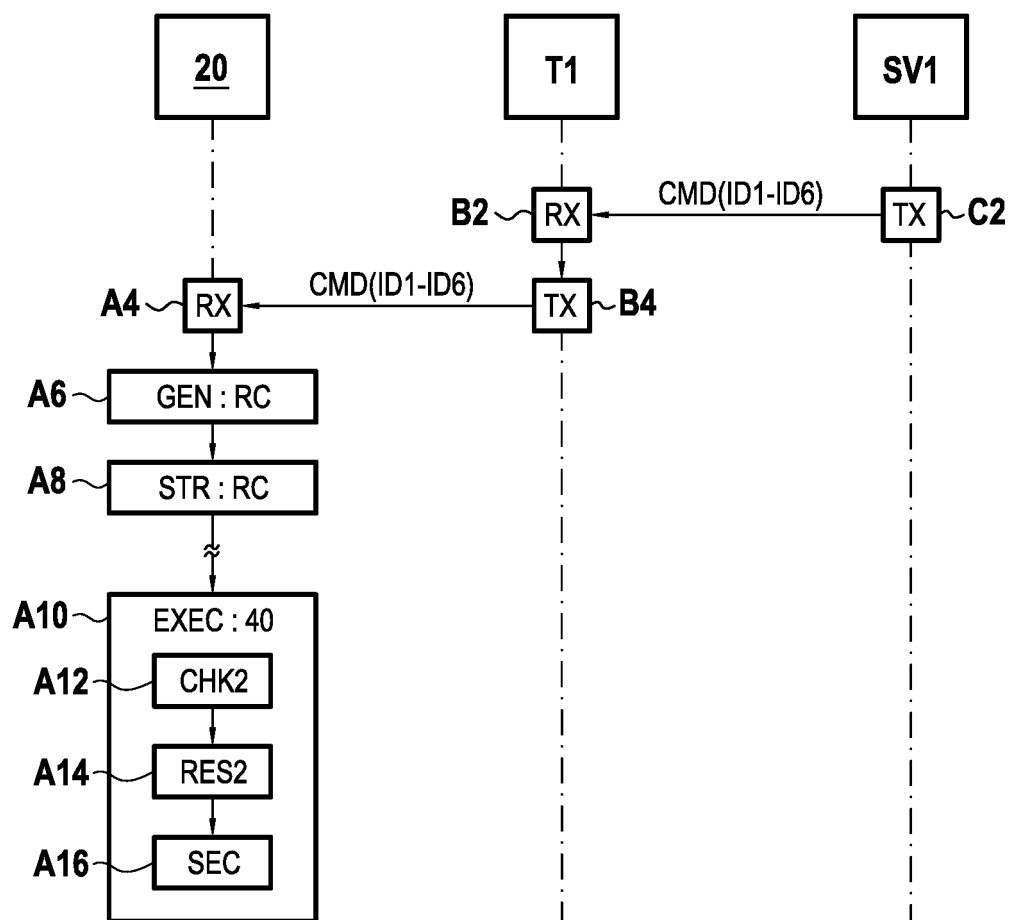 20
T1
SV1
B2
RX
CMD(ID1-ID6)
TX
C2
A4
RX
CMD(ID1-ID6)
TX
B4
A6
GEN : RC
A8
STR : RC
A10
EXEC : 40
A12
CHK2
A14
RES2
A16
SEC